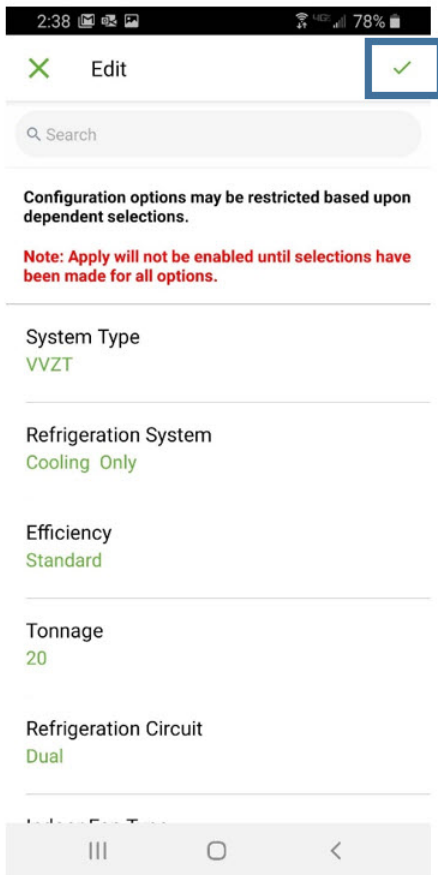 2:38 78%
Edit
Search
Configuration options may be restricted based upon
dependent selections.
Note: Apply will not be enabled until selections have
been made for all options.
System Type
VVZT
Refrigeration System
Cooling Only
Efficiency
Standard
Tonnage
20
Refrigeration Circuit
Dual